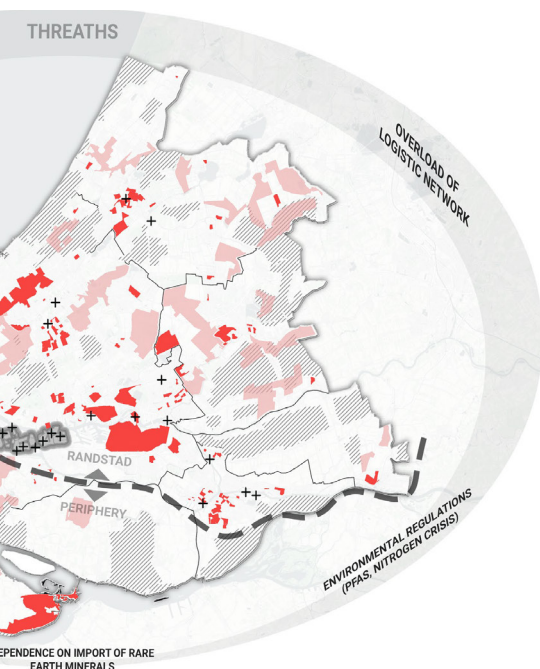 THREATHS
OVERLOAD OF
LOGISTIC NETWORK
RANDSTAD
PERIPHERY
ENVIRONMENTAL REGULATIONS
(PFAS, NITROGEN CRISIS)
EPENDENCE ON IMPORT OF RARE
EARTH MINERALS